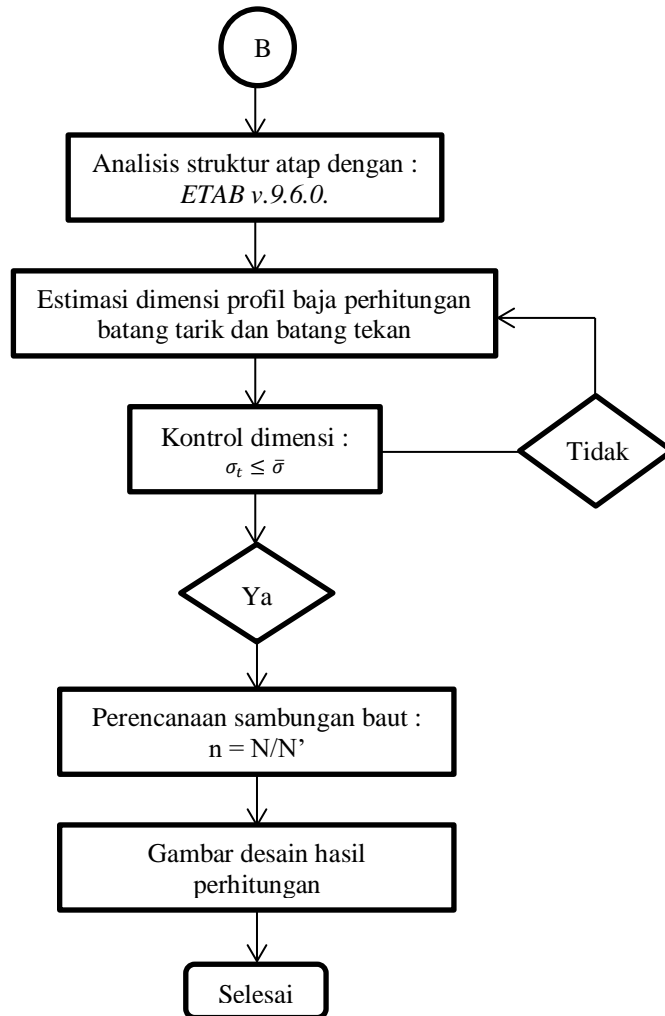 B
Analisis struktur atap dengan :
ETAB v.9.6.0.
Estimasi dimensi profil baja perhitungan
batang tarik dan batang tekan
Kontrol dimensi :
σₜ ≤ σ̄
Tidak
Ya
Perencanaan sambungan baut :
n = N/N’
Gambar desain hasil
perhitungan
Selesai